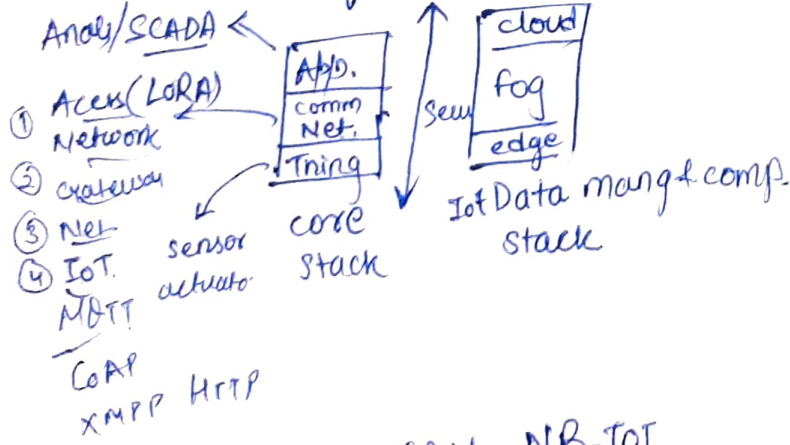 Analy/SCADA
App.
comm
Net.
Thing
core
stack
① Access(LoRA)
Network
② Gateway
③ Net
④ IoT.
MQTT
CoAP
XMPP HTTP
sensor
actuato
Secu
cloud
fog
edge
IoT Data mang & comp.
stack
NB-IOT